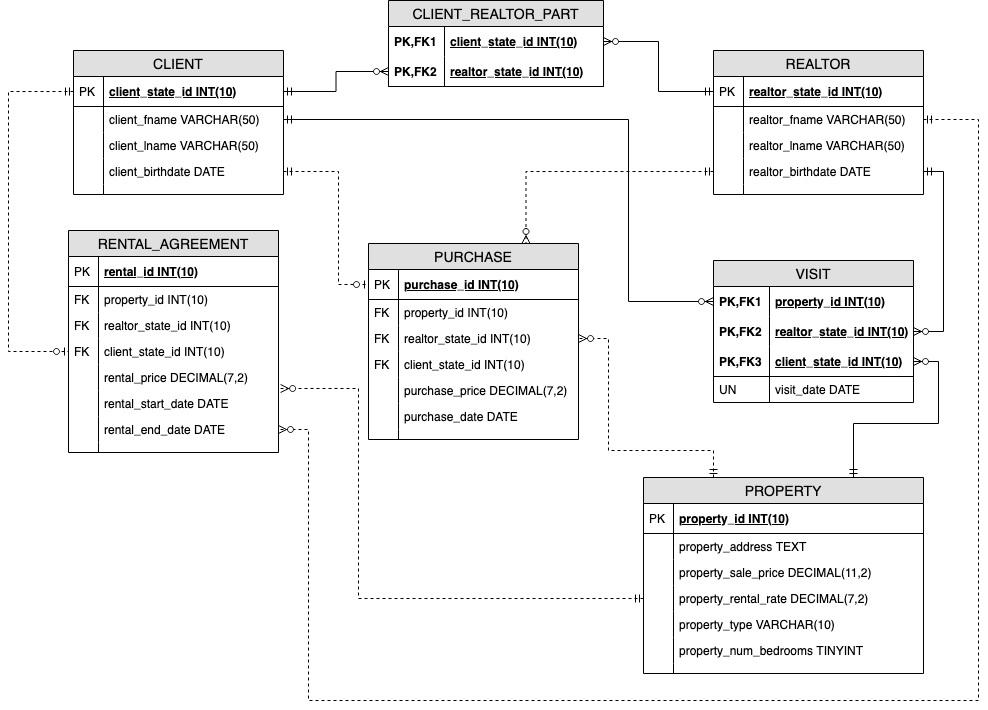 CLIENT_REALTOR_PART
PK,FK1 client_state_id INT(10)
PK,FK2 realtor_state_id INT(10)
CLIENT
PK client_state_id INT(10)
client_fname VARCHAR(50)
client_lname VARCHAR(50)
client_birthdate DATE
REALTOR
PK realtor_state_id INT(10)
realtor_fname VARCHAR(50)
realtor_lname VARCHAR(50)
realtor_birthdate DATE
RENTAL_AGREEMENT
PK rental_id INT(10)
FK property_id INT(10)
FK realtor_state_id INT(10)
FK client_state_id INT(10)
rental_price DECIMAL(7,2)
rental_start_date DATE
rental_end_date DATE
PURCHASE
PK purchase_id INT(10)
FK property_id INT(10)
FK realtor_state_id INT(10)
FK client_state_id INT(10)
purchase_price DECIMAL(7,2)
purchase_date DATE
VISIT
PK,FK1 property_id INT(10)
PK,FK2 realtor_state_id INT(10)
PK,FK3 client_state_id INT(10)
UN visit_date DATE
PROPERTY
PK property_id INT(10)
property_address TEXT
property_sale_price DECIMAL(11,2)
property_rental_rate DECIMAL(7,2)
property_type VARCHAR(10)
property_num_bedrooms TINYINT